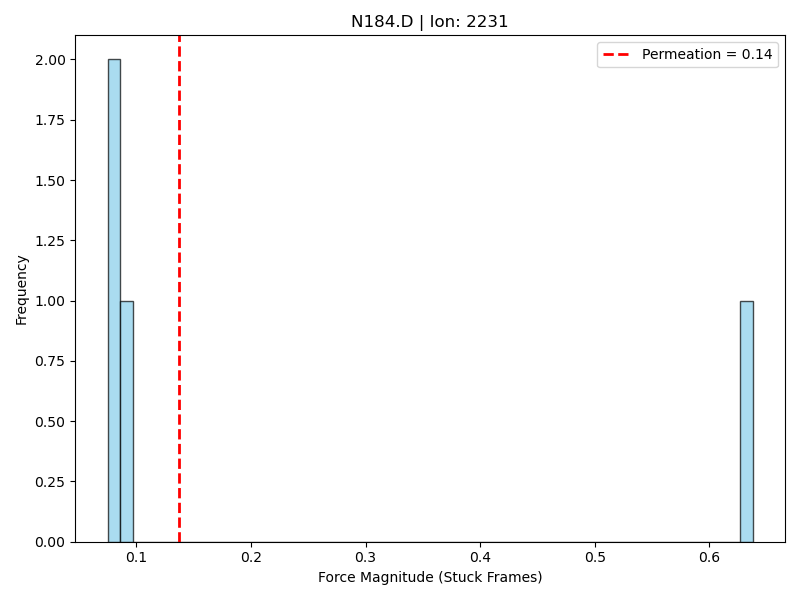 N184.D | Ion: 2231
Permeation = 0.14
2.00
1.75
1.50
1.25
1.00
0.75
0.50
0.25
0.00
Frequency
0.1 0.2 0.3 0.4 0.5 0.6
Force Magnitude (Stuck Frames)